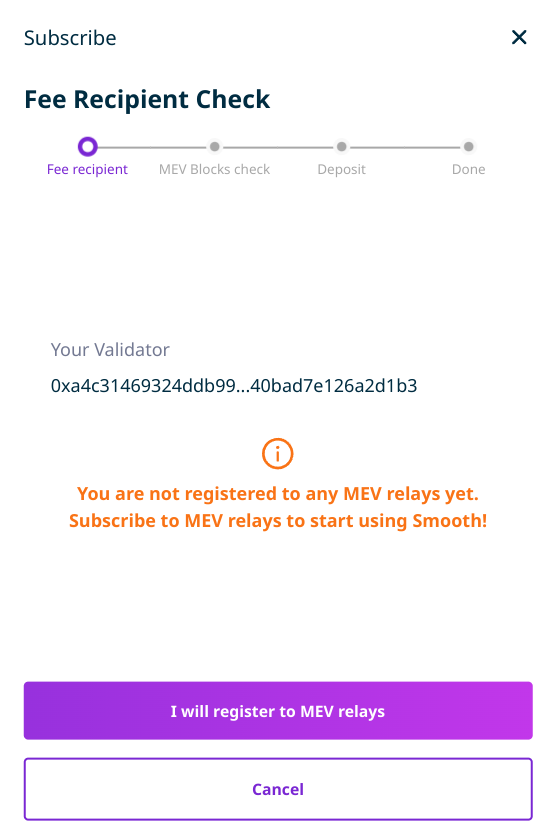 Subscribe
Fee Recipient Check
Fee recipient
MEV Blocks check
Deposit
Done
Your Validator
0xa4c31469324ddb99...40bad7e126a2d1b3
You are not registered to any MEV relays yet.
Subscribe to MEV relays to start using Smooth!
I will register to MEV relays
Cancel